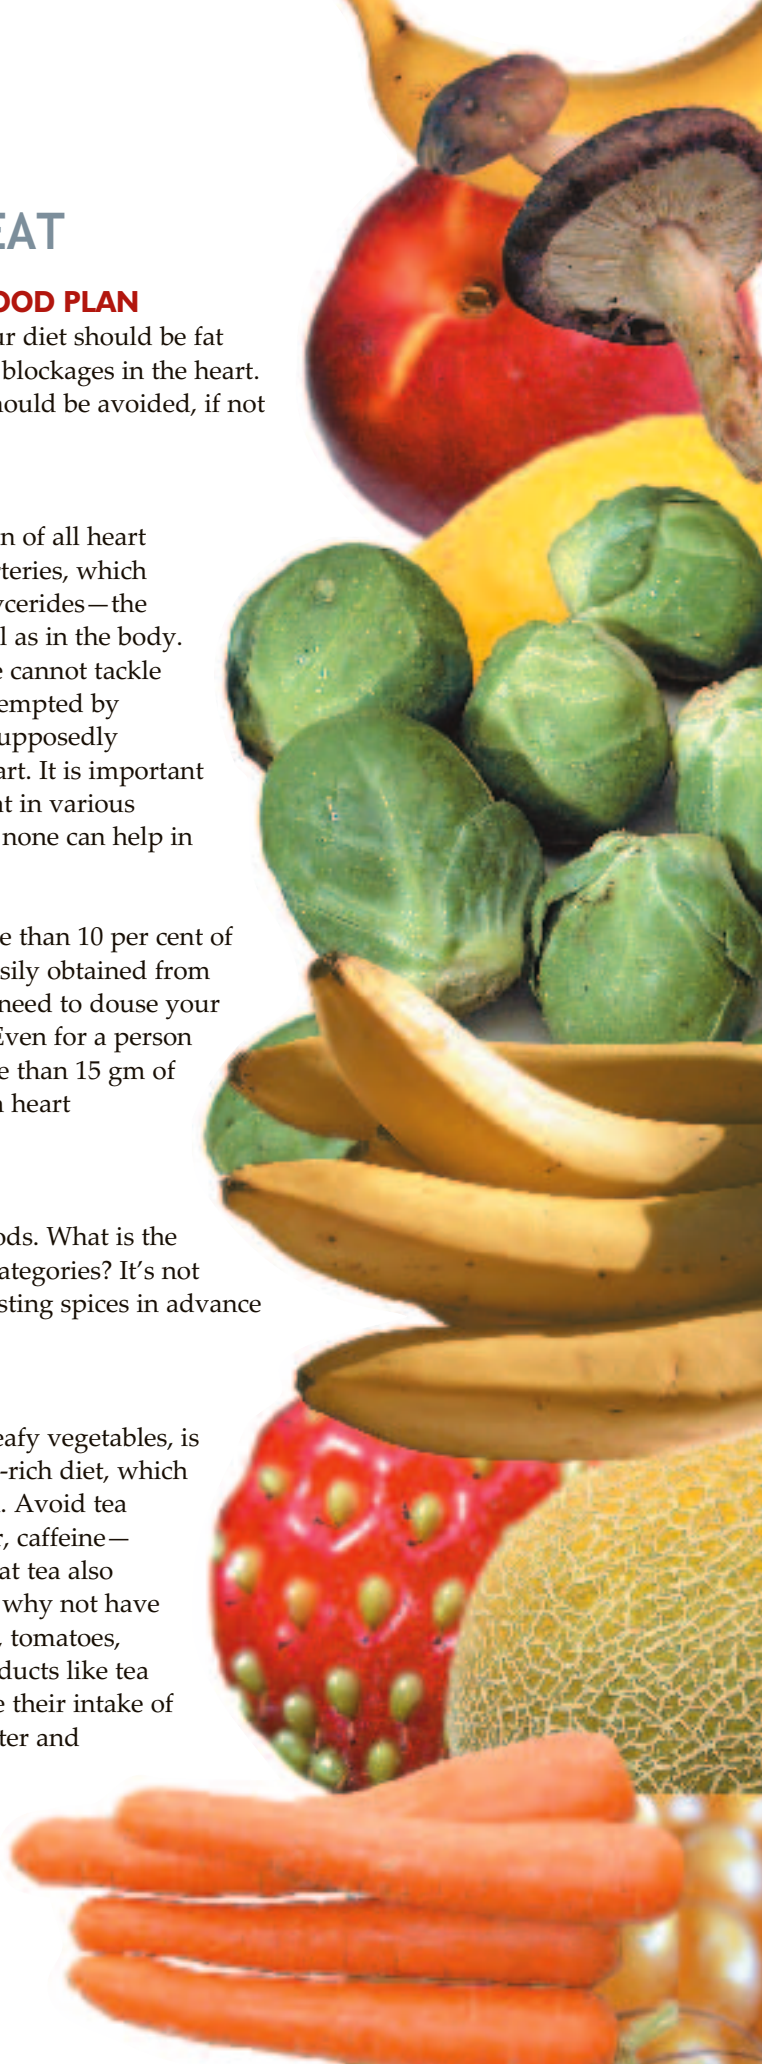 EAT
OOD PLAN
ur diet should be fat
blockages in the heart.
hould be avoided, if not
n of all heart
teries, which
ycerides—the
l as in the body.
e cannot tackle
empted by
upposedly
art. It is important
nt in various
none can help in
e than 10 per cent of
sily obtained from
need to douse your
Even for a person
e than 15 gm of
n heart
ods. What is the
ategories? It’s not
sting spices in advance
eafy vegetables, is
-rich diet, which
. Avoid tea
r, caffeine—
at tea also
why not have
, tomatoes,
ducts like tea
e their intake of
ter and